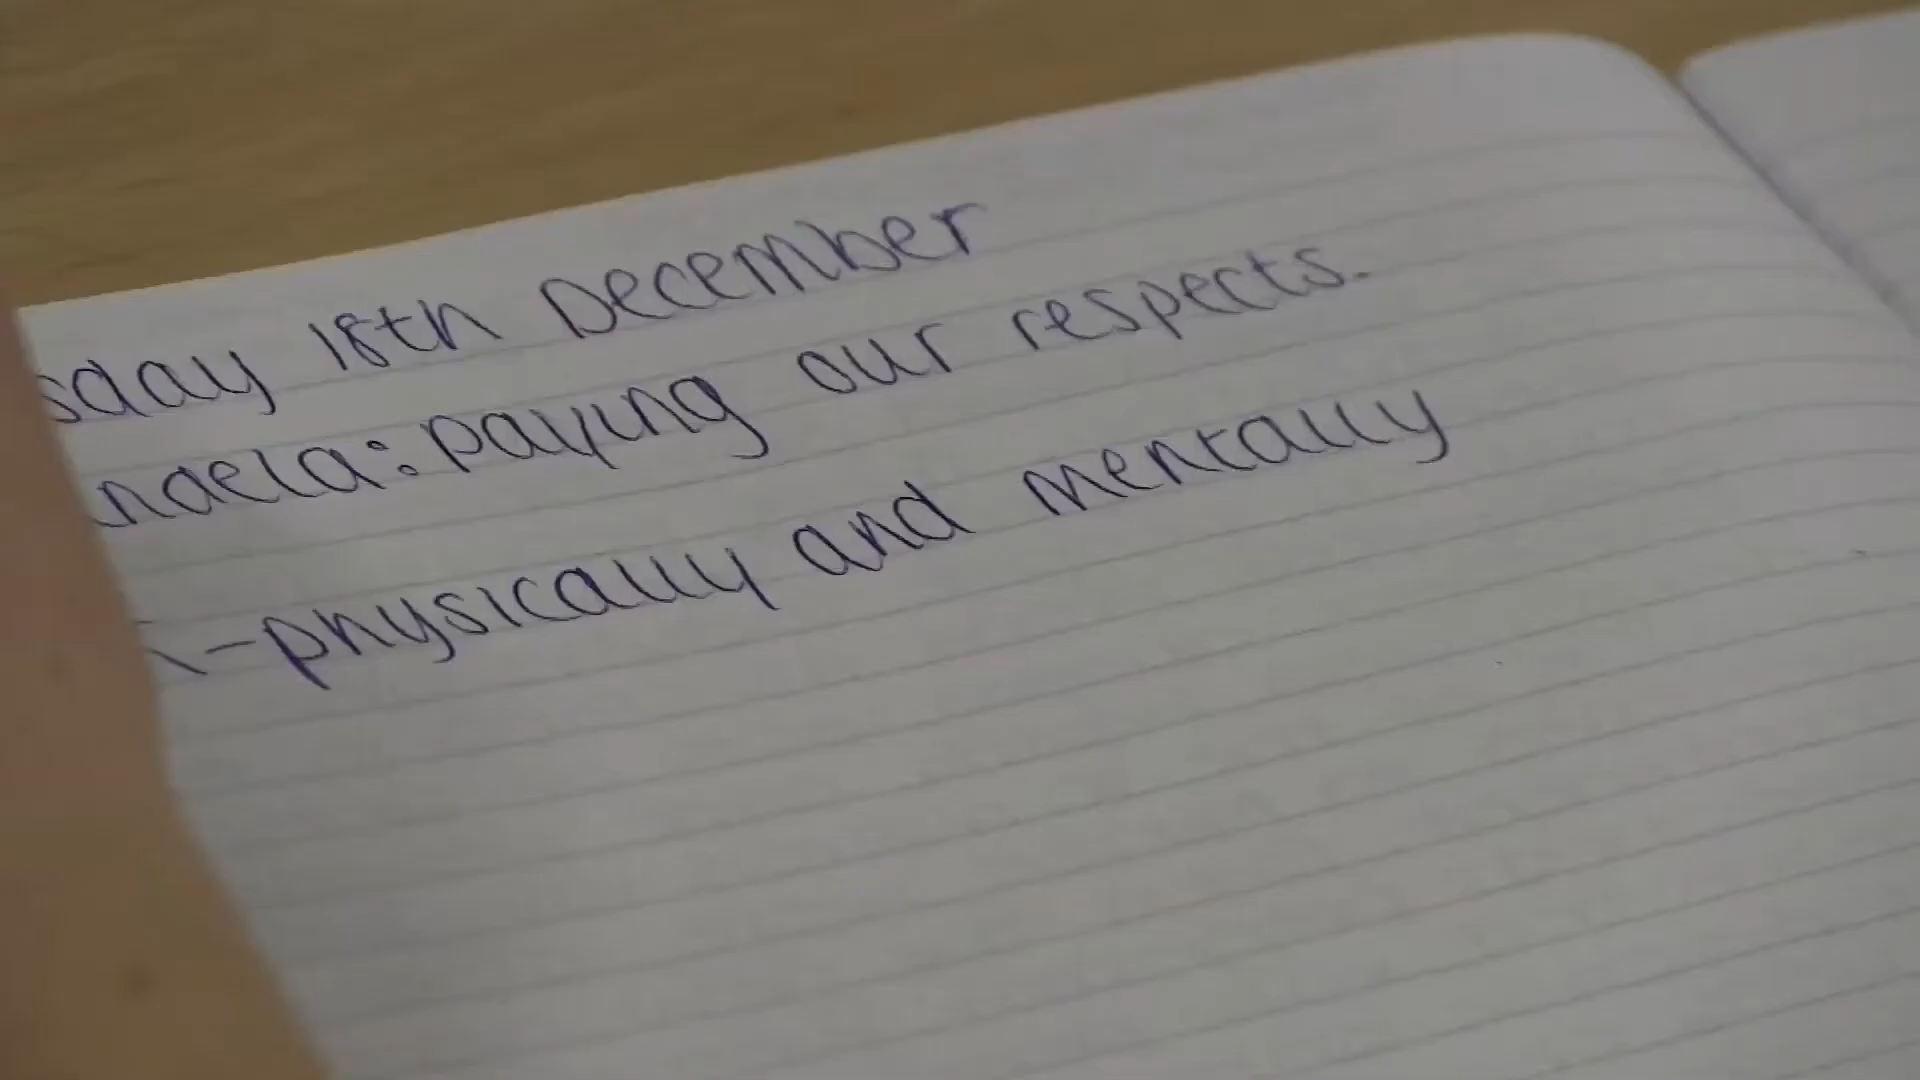 sday 18th December
ndela: paying our respects.
-physically and mentally